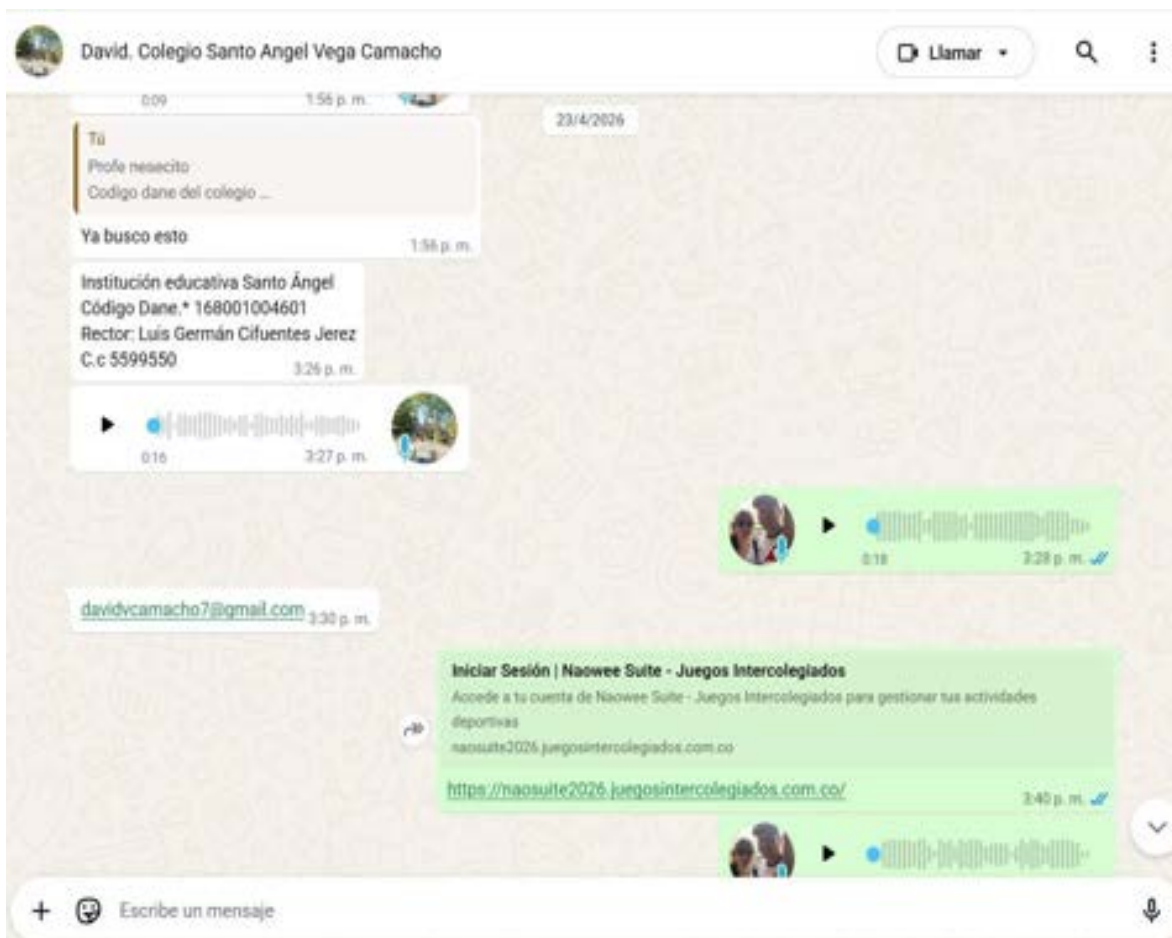 David. Colegio Santo Angel Vega Camacho
Llamar
0:09 1:56 p. m.
23/4/2026
Tú
Profe nesecito
Codigo dane del colegio ...
Ya busco esto
1:56 p. m.
Institución educativa Santo Ángel
Código Dane.* 168001004601
Rector: Luis Germán Cifuentes Jerez
C.c 5599550
3:26 p. m.
0:16 3:27 p. m.
0:18 3:28 p. m.
davidvcamacho7@gmail.com 3:30 p. m.
Iniciar Sesión | Naowee Suite - Juegos Intercolegiados
Accede a tu cuenta de Naowee Suite - Juegos Intercolegiados para gestionar tus actividades
deportivas
naosuite2026.juegosintercolegiados.com.co
https://naosuite2026.juegosintercolegiados.com.co/
3:40 p. m.
Escribe un mensaje